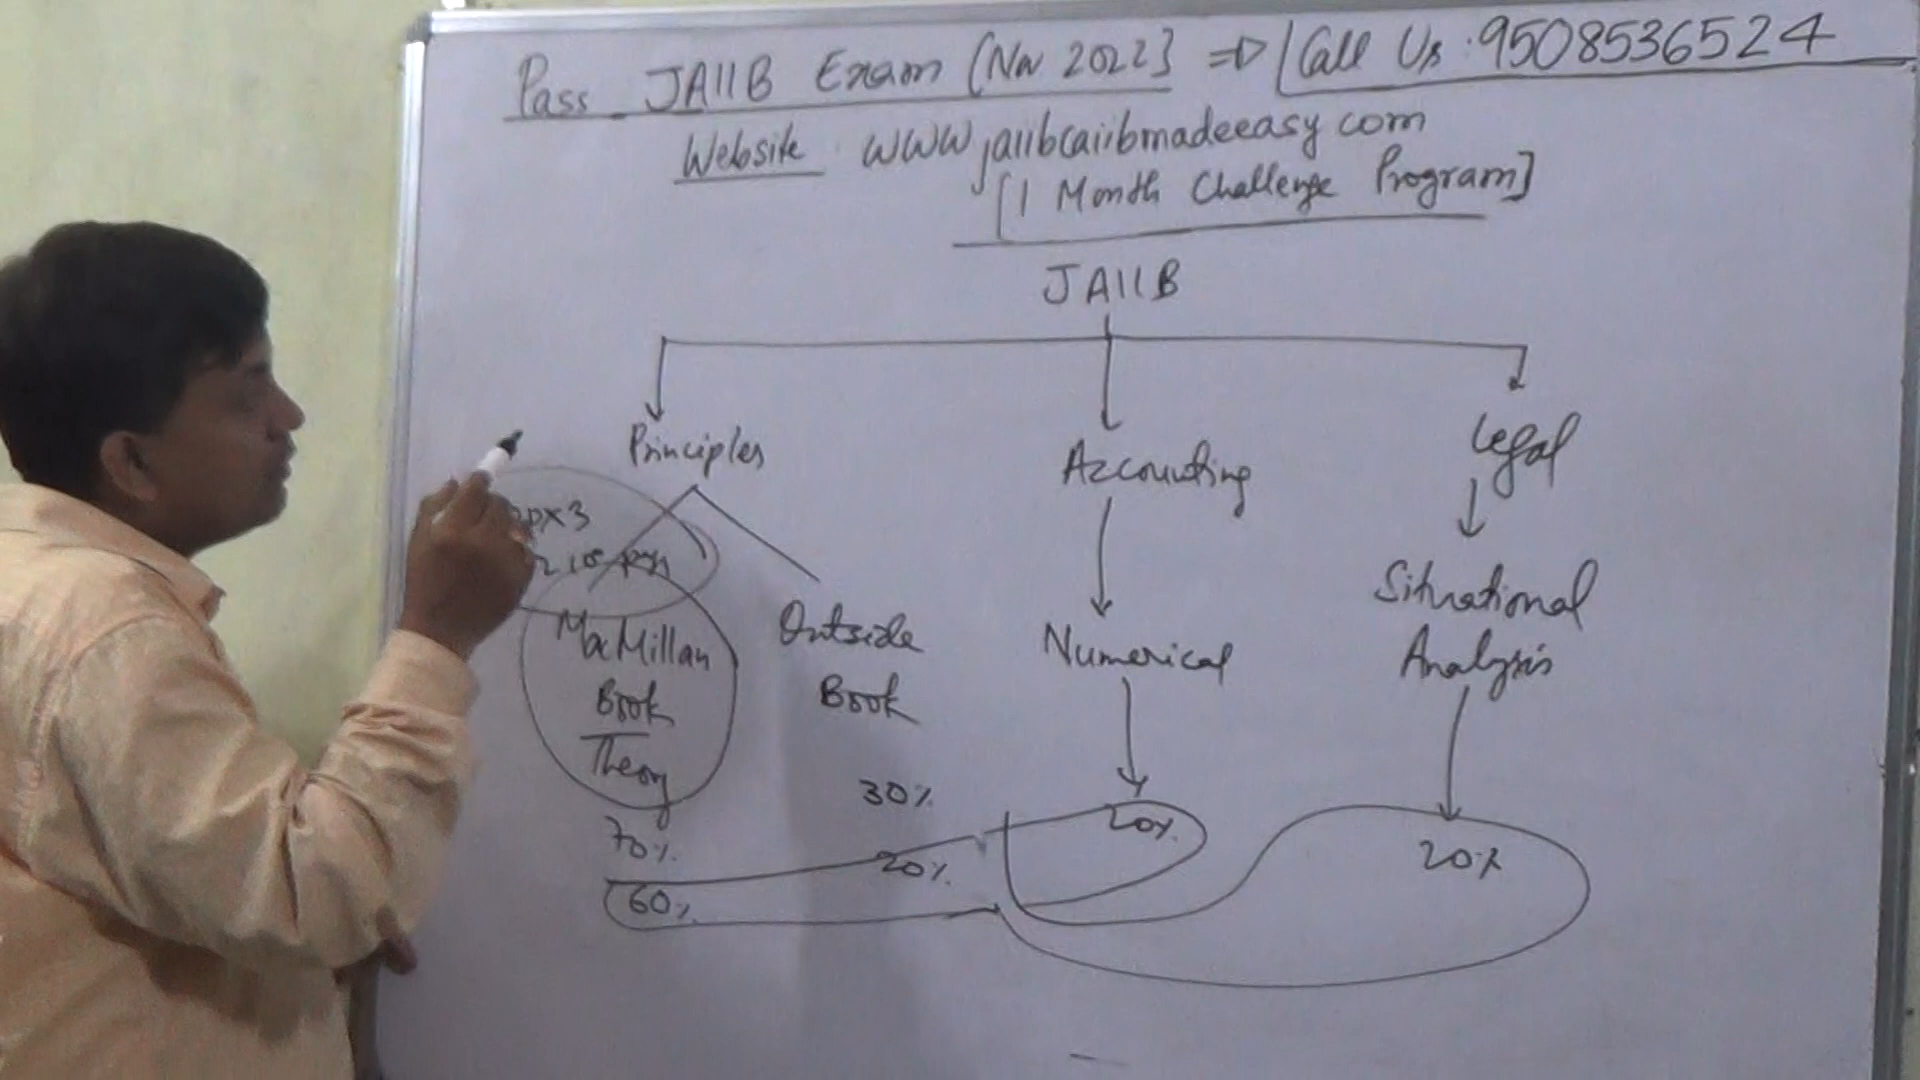 Pass JAIIB Exam (Nov 2022] ⇒ Call Us : 9508536524
Website www jaiibcaiibmadeeasy com
[1 Month Challenge Program]
JAIIB
Principles
Accounting
Legal
MacMillan
Book
Theory
Outside
Book
Numerical
Situational
Analysis
70%
30%
60%
20%
20%
20%